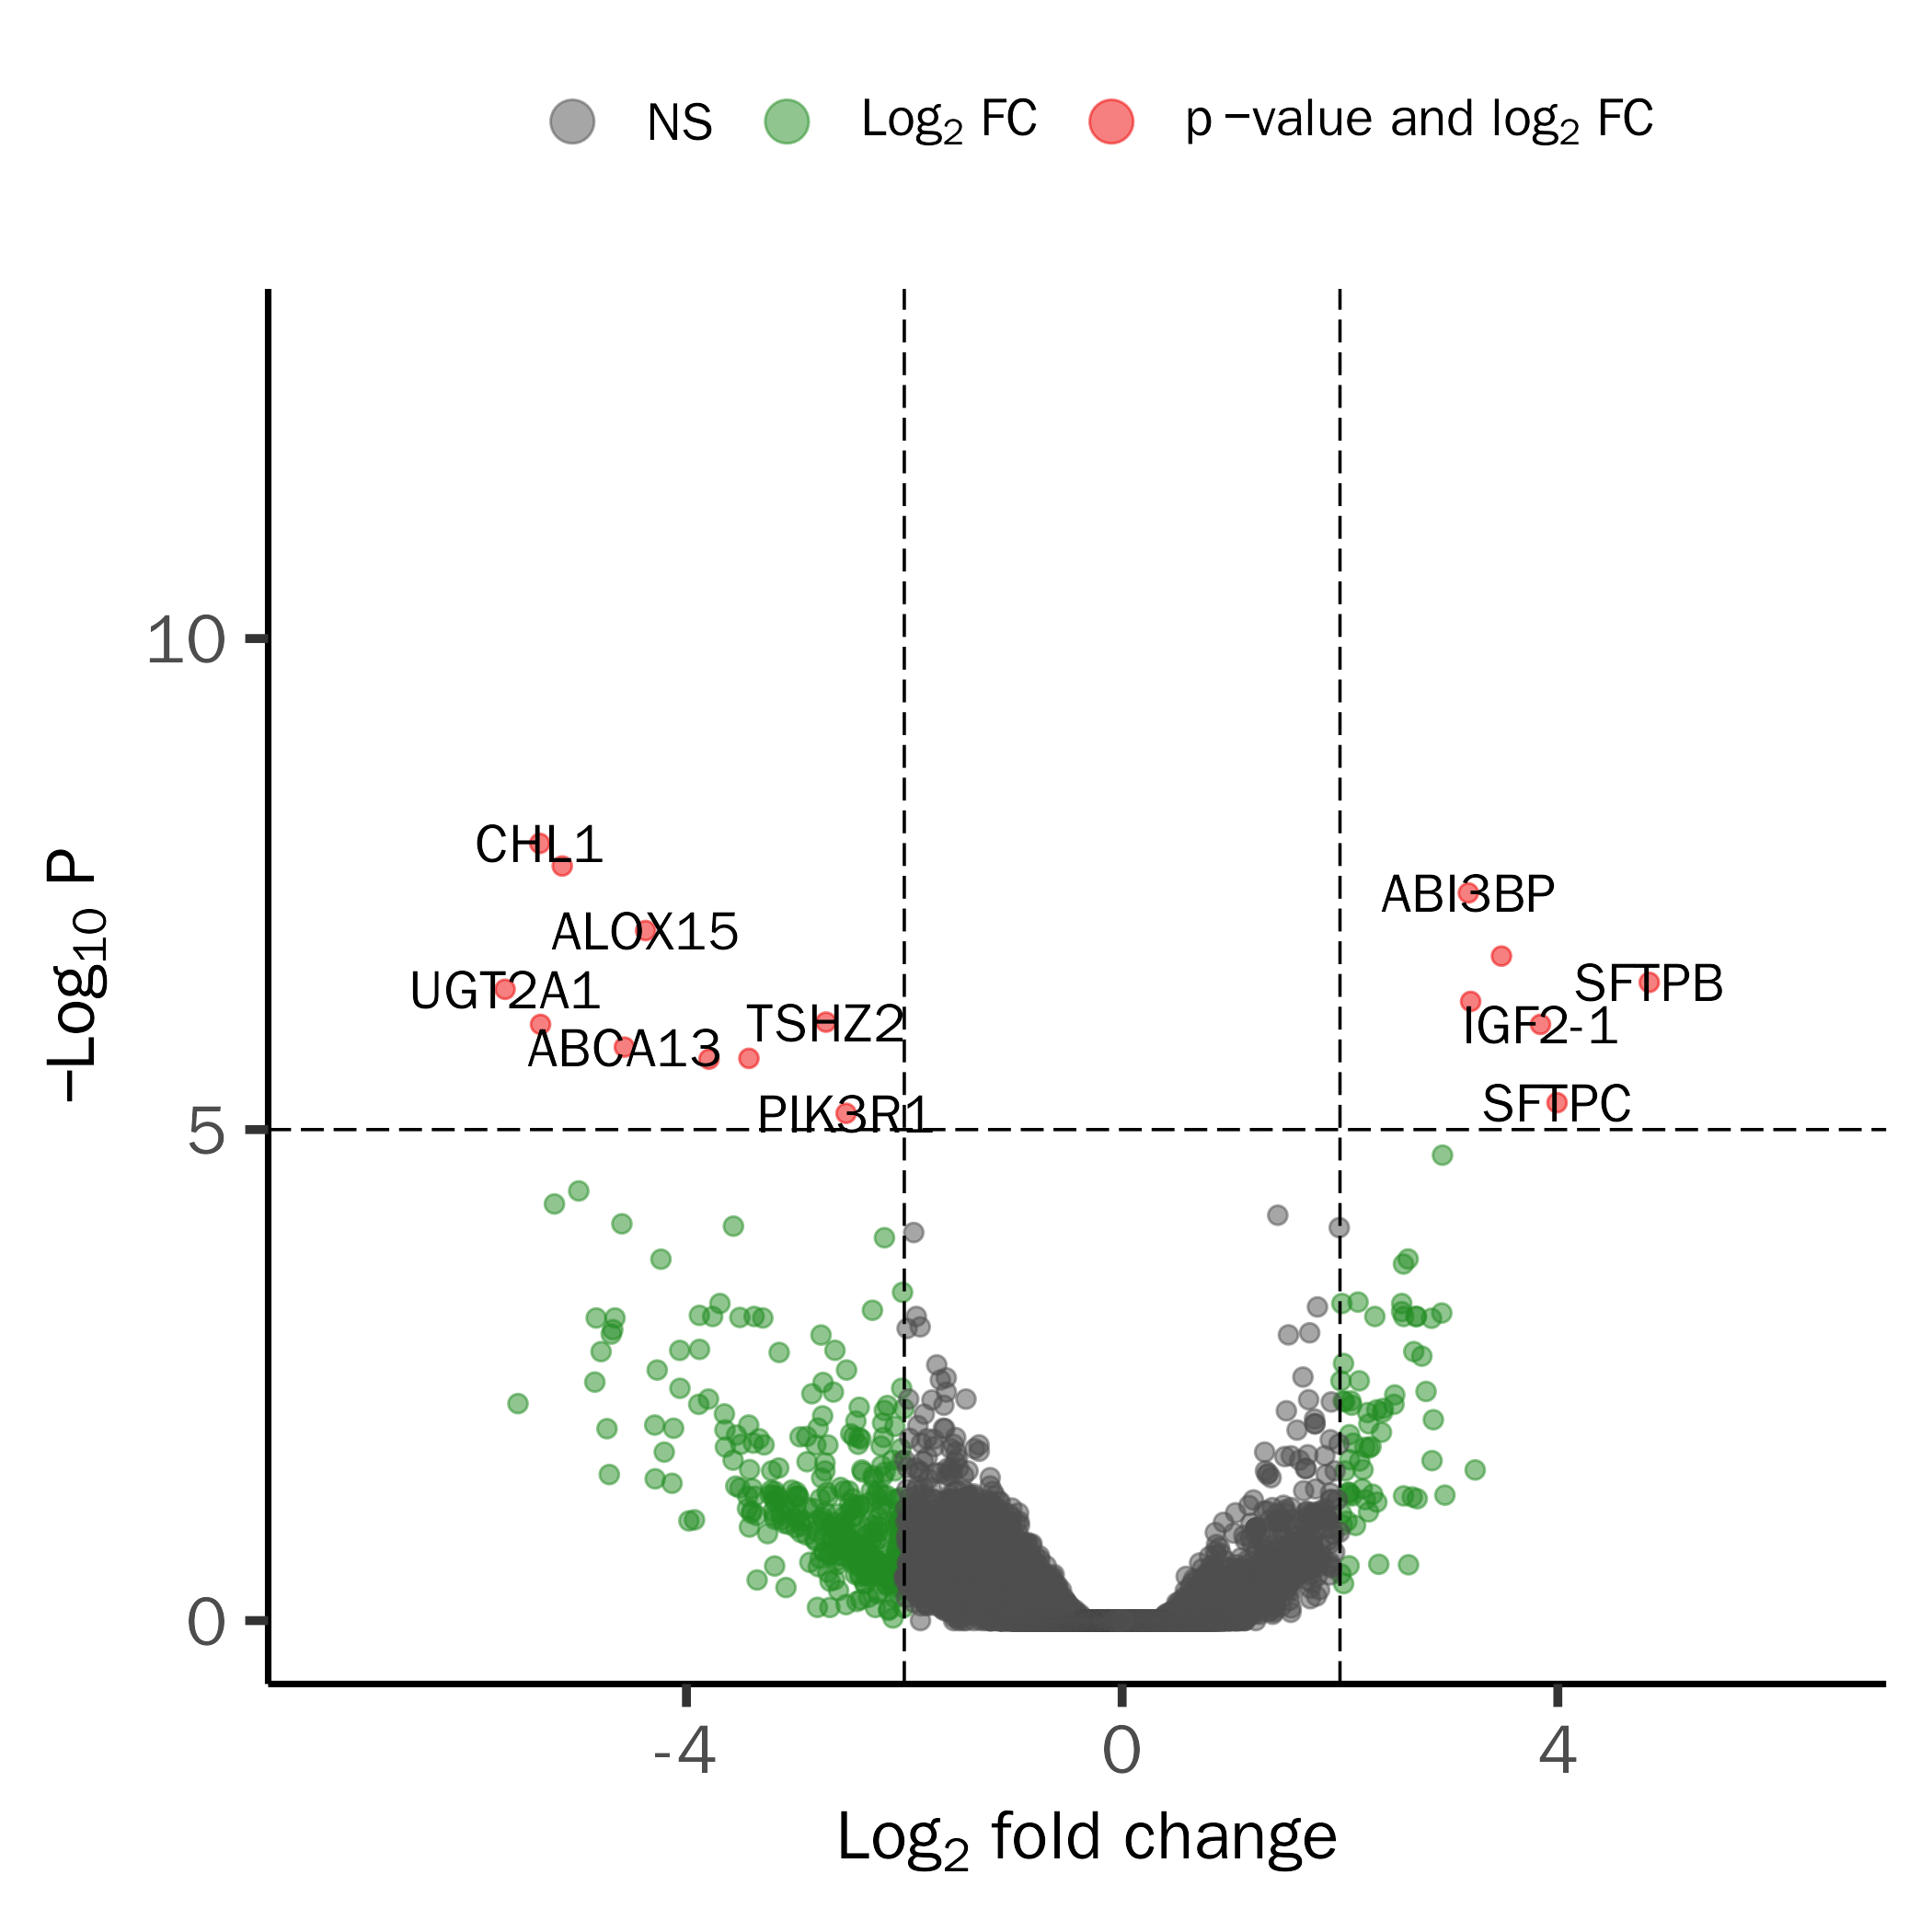 NS Log2 FC p −value and log2 FC
10
CHL1
ABI3BP
ALOX15
SFTPB
UGT2A1
IGF2-1
TSHZ2
ABCA13
SFTPC
PIK3R1
5
0
−Log10 P
-4 0 4
Log2 fold change